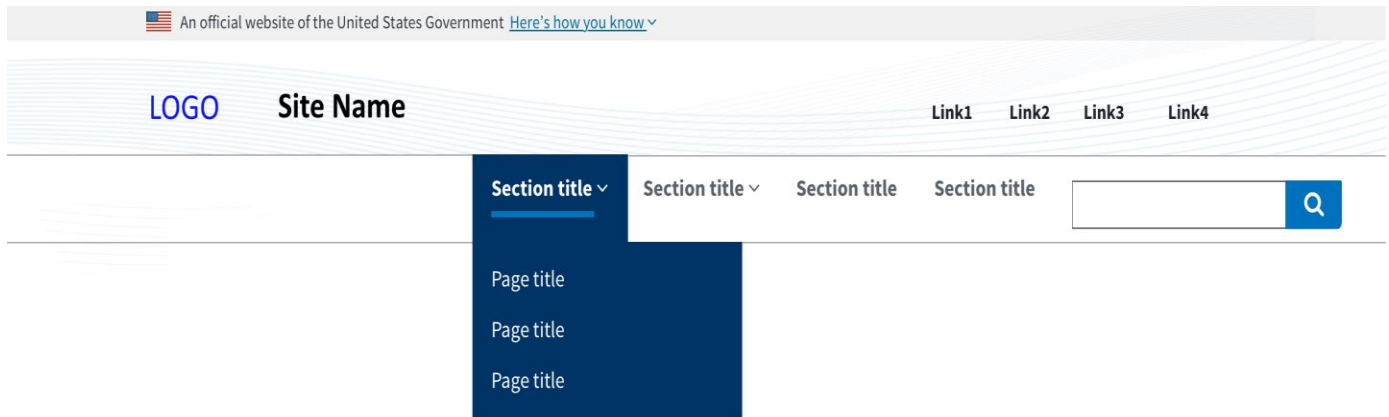 An official website of the United States Government Here’s how you know
LOGO Site Name Link1 Link2 Link3 Link4
Section title Section title Section title Section title
Page title
Page title
Page title